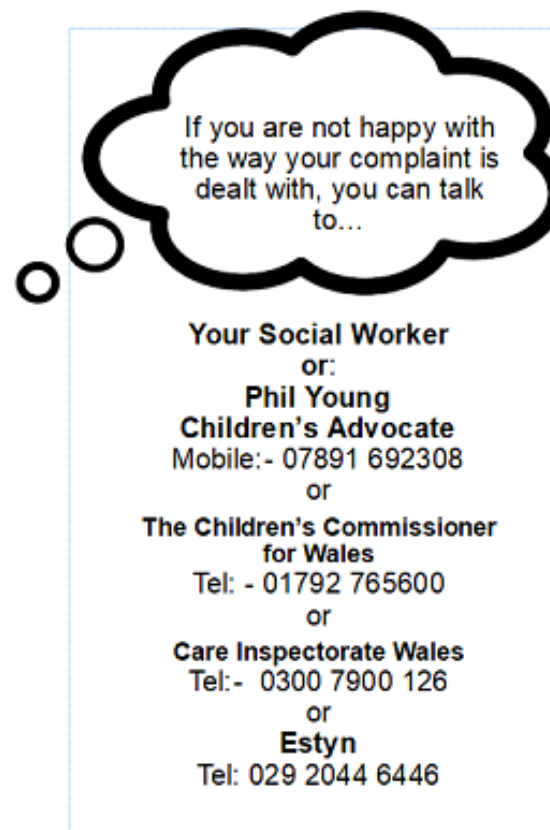 If you are not happy with
the way your complaint is
dealt with, you can talk
to...
Your Social Worker
or:
Phil Young
Children's Advocate
Mobile:- 07891 692308
or
The Children's Commissioner
for Wales
Tel: - 01792 765600
or
Care Inspectorate Wales
Tel:-  0300 7900 126
or
Estyn
Tel: 029 2044 6446